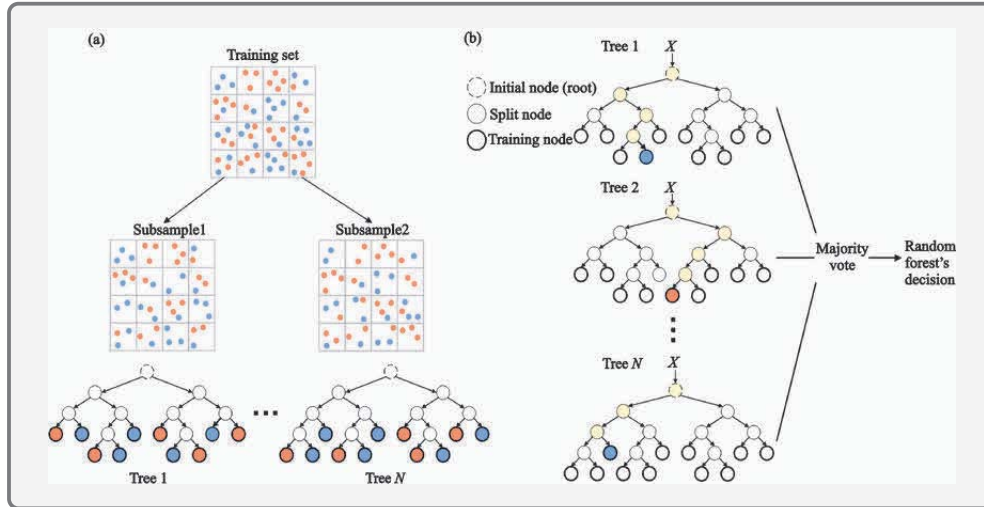 (a)
Training set
Subsample1
Subsample2
Tree 1
Tree N
(b)
Initial node (root)
Split node
Training node
Tree 1
X
Tree 2
X
Tree N
X
Majority
vote
Random
forest's
decision